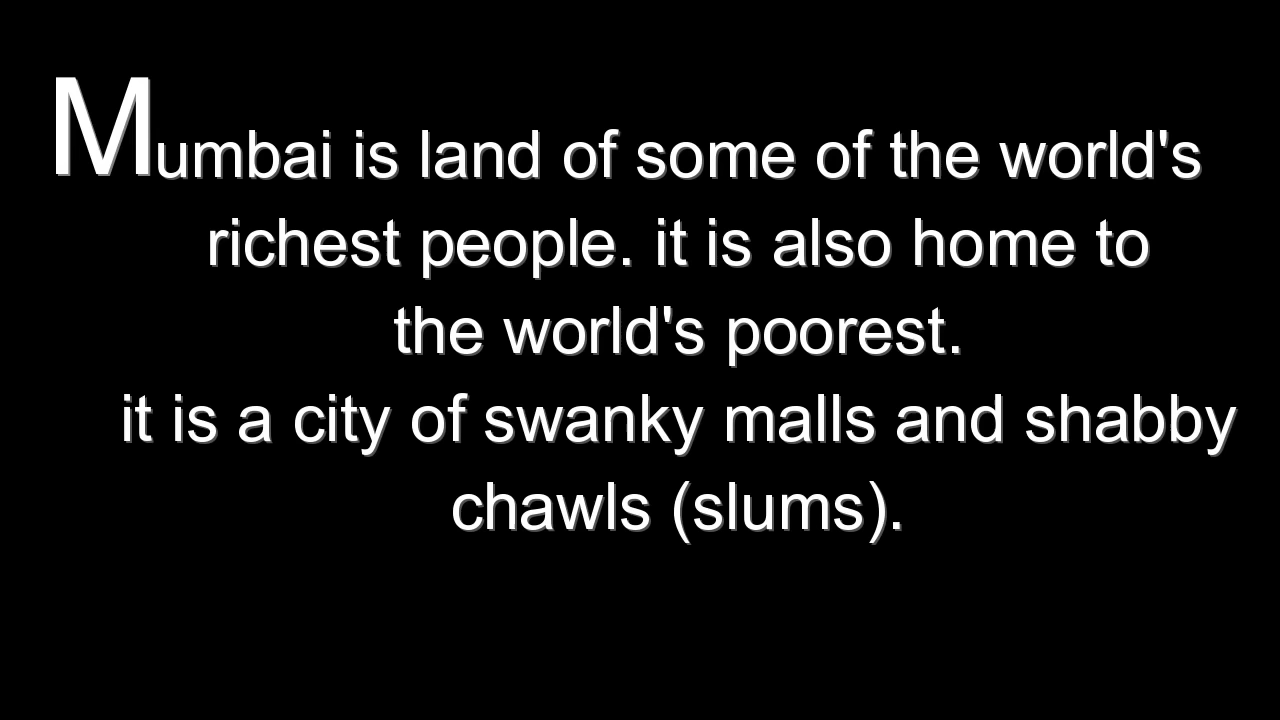 Mumbai is land of some of the world's
richest people. it is also home to
the world's poorest.
it is a city of swanky malls and shabby
chawls (slums).